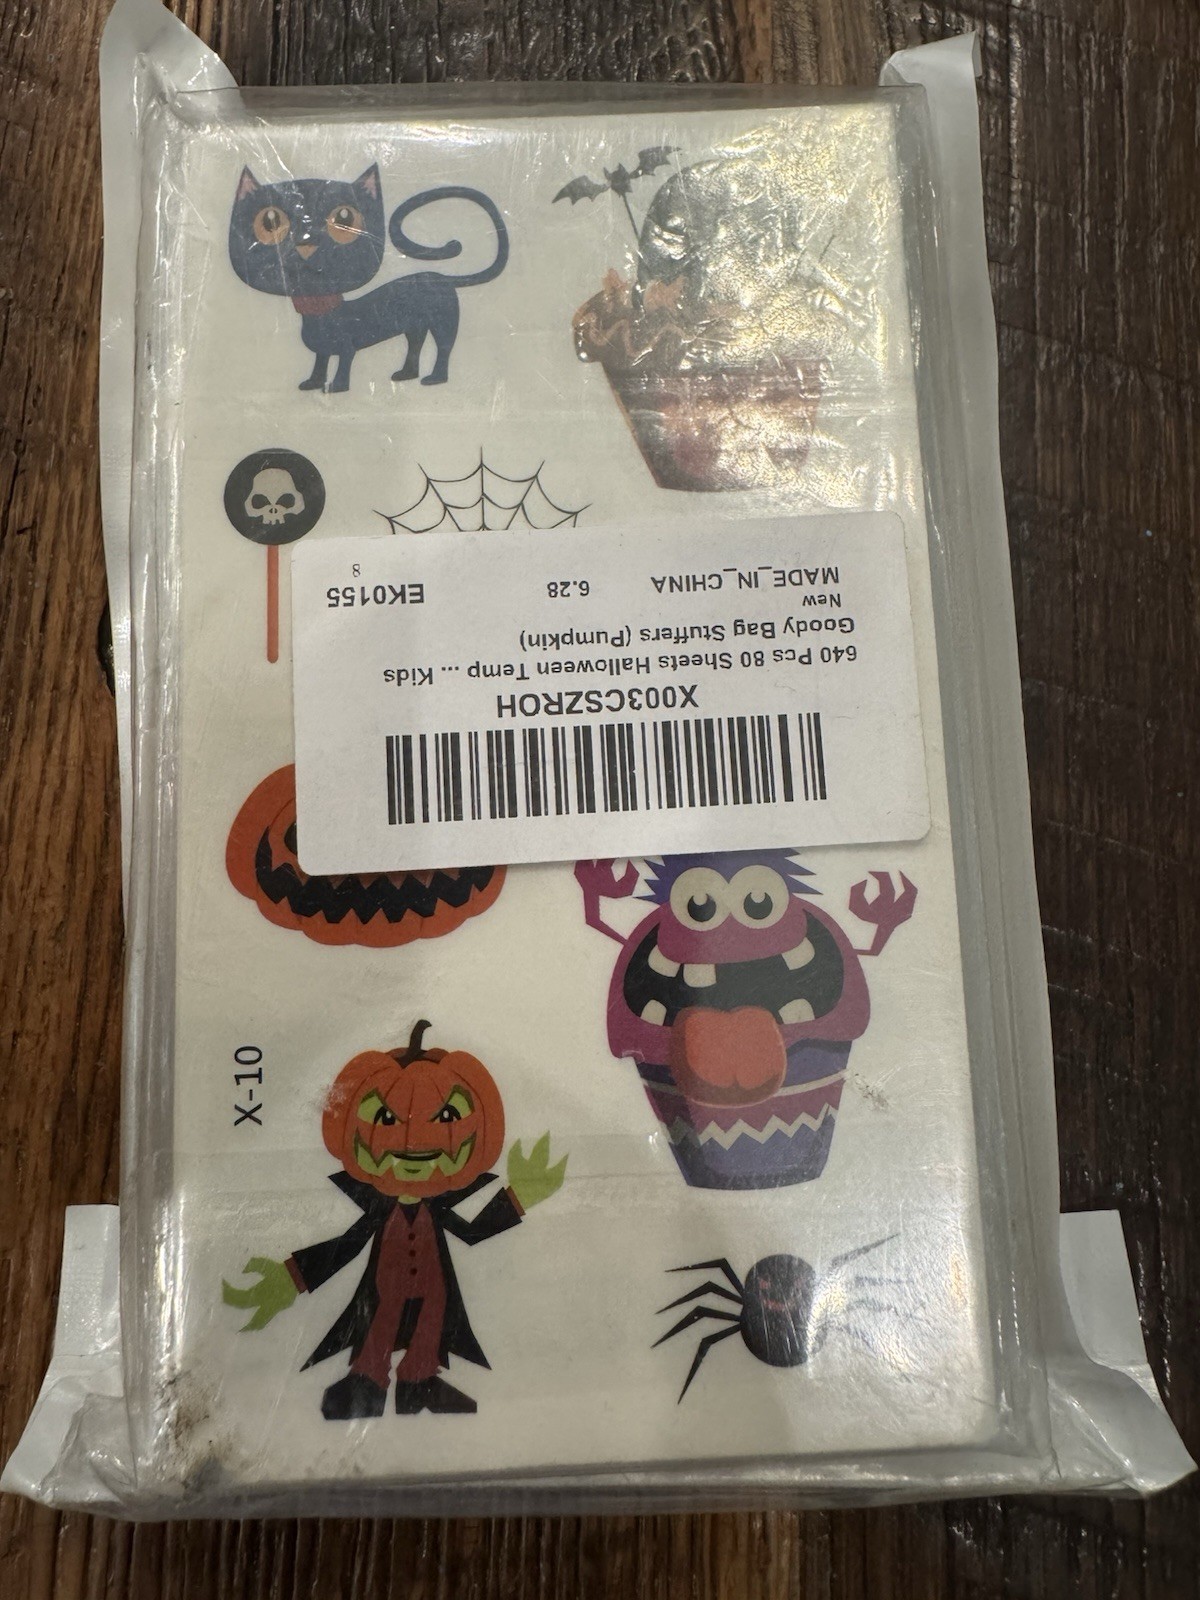 X003CSZROH
640 Pcs 80 Sheets Halloween Temp ... Kids
Goody Bag Stuffers (Pumpkin)
New
MADE_IN_CHINA 6.28 EK0155
8
X-10